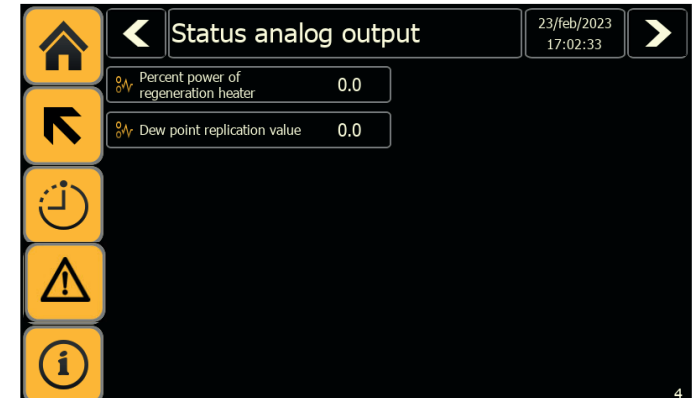 Status analog output
23/feb/2023
17:02:33
Percent power of
regeneration heater
0.0
Dew point replication value
0.0
4